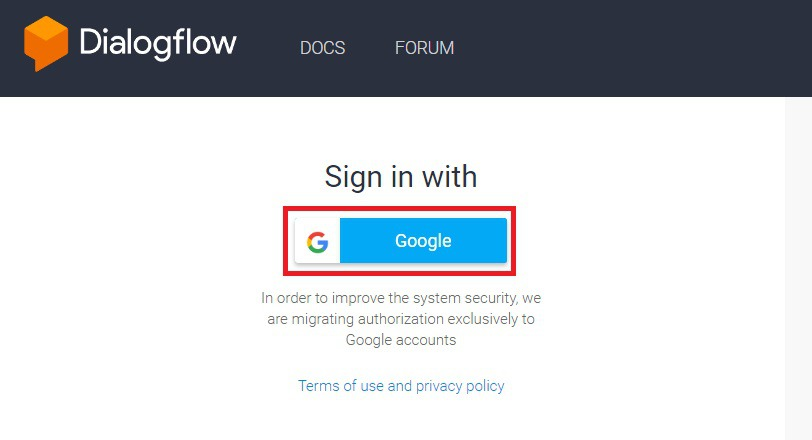 Dialogflow
DOCS
FORUM
Sign in with
Google
In order to improve the system security, we
are migrating authorization exclusively to
Google accounts
Terms of use and privacy policy